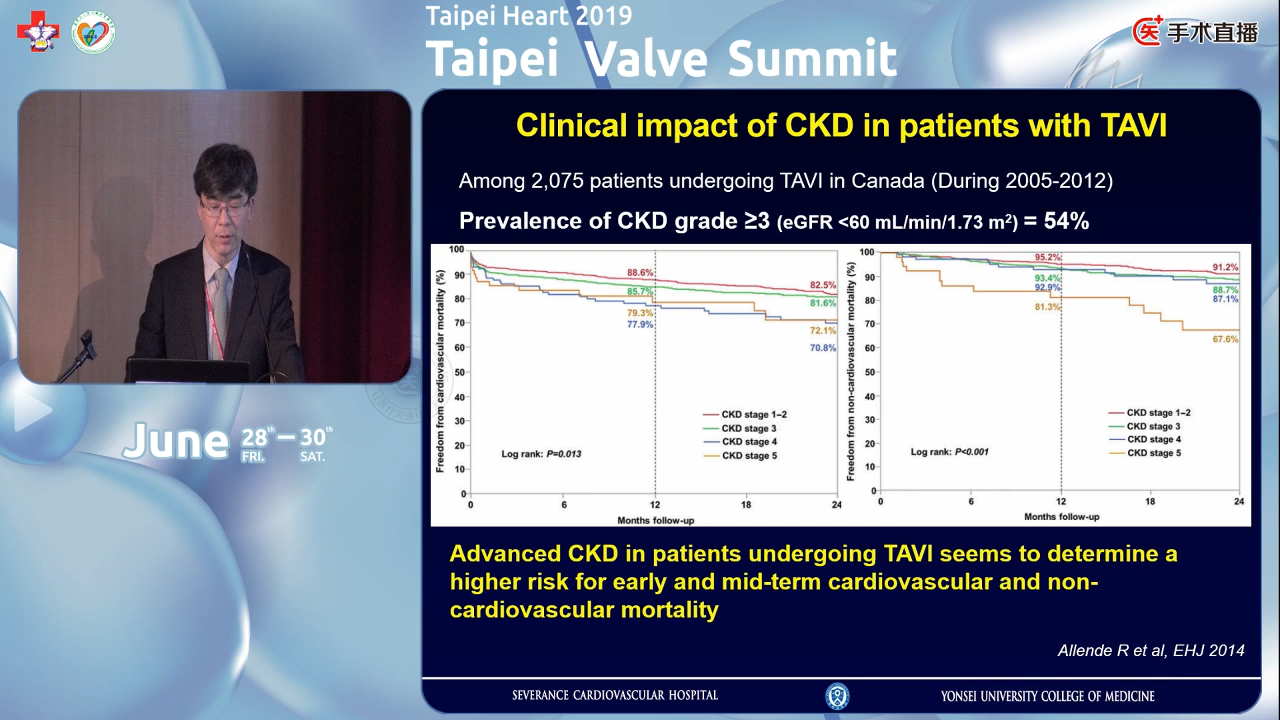 Taipei Heart 2019
Taipei Valve Summit
手术直播
June 28th — 30th
FRI. SAT.
Clinical impact of CKD in patients with TAVI
Among 2,075 patients undergoing TAVI in Canada (During 2005-2012)
Prevalence of CKD grade ≥3 (eGFR <60 mL/min/1.73 m²) = 54%
Freedom from cardiovascular mortality (%)
100
90
80
70
60
50
40
30
20
10
0
88.6%
85.7%
79.3%
77.9%
82.5%
81.6%
72.1%
70.8%
CKD stage 1–2
CKD stage 3
CKD stage 4
CKD stage 5
Log rank: P=0.013
0 6 12 18 24
Months follow-up
Freedom from non-cardiovascular mortality (%)
100
90
80
70
60
50
40
30
20
10
0
95.2%
93.4%
92.9%
81.3%
91.2%
88.7%
87.1%
67.6%
CKD stage 1–2
CKD stage 3
CKD stage 4
CKD stage 5
Log rank: P<0.001
0 6 12 18 24
Months follow-up
Advanced CKD in patients undergoing TAVI seems to determine a
higher risk for early and mid-term cardiovascular and non-
cardiovascular mortality
Allende R et al, EHJ 2014
SEVERANCE CARDIOVASCULAR HOSPITAL
YONSEI UNIVERSITY COLLEGE OF MEDICINE